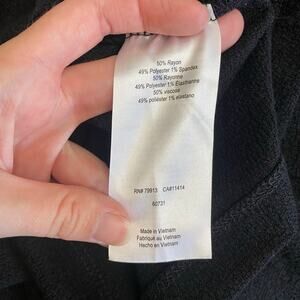 50% Rayon
49% Polyester 1% Spandex
50% Rayonne
49% Polyester 1% Élasthanne
50% viscosa
49% poliéster 1% elastano
RN# 79913 CA#11414
60731
Made in Vietnam
Fabriqué au Vietnam
Hecho en Vietnam